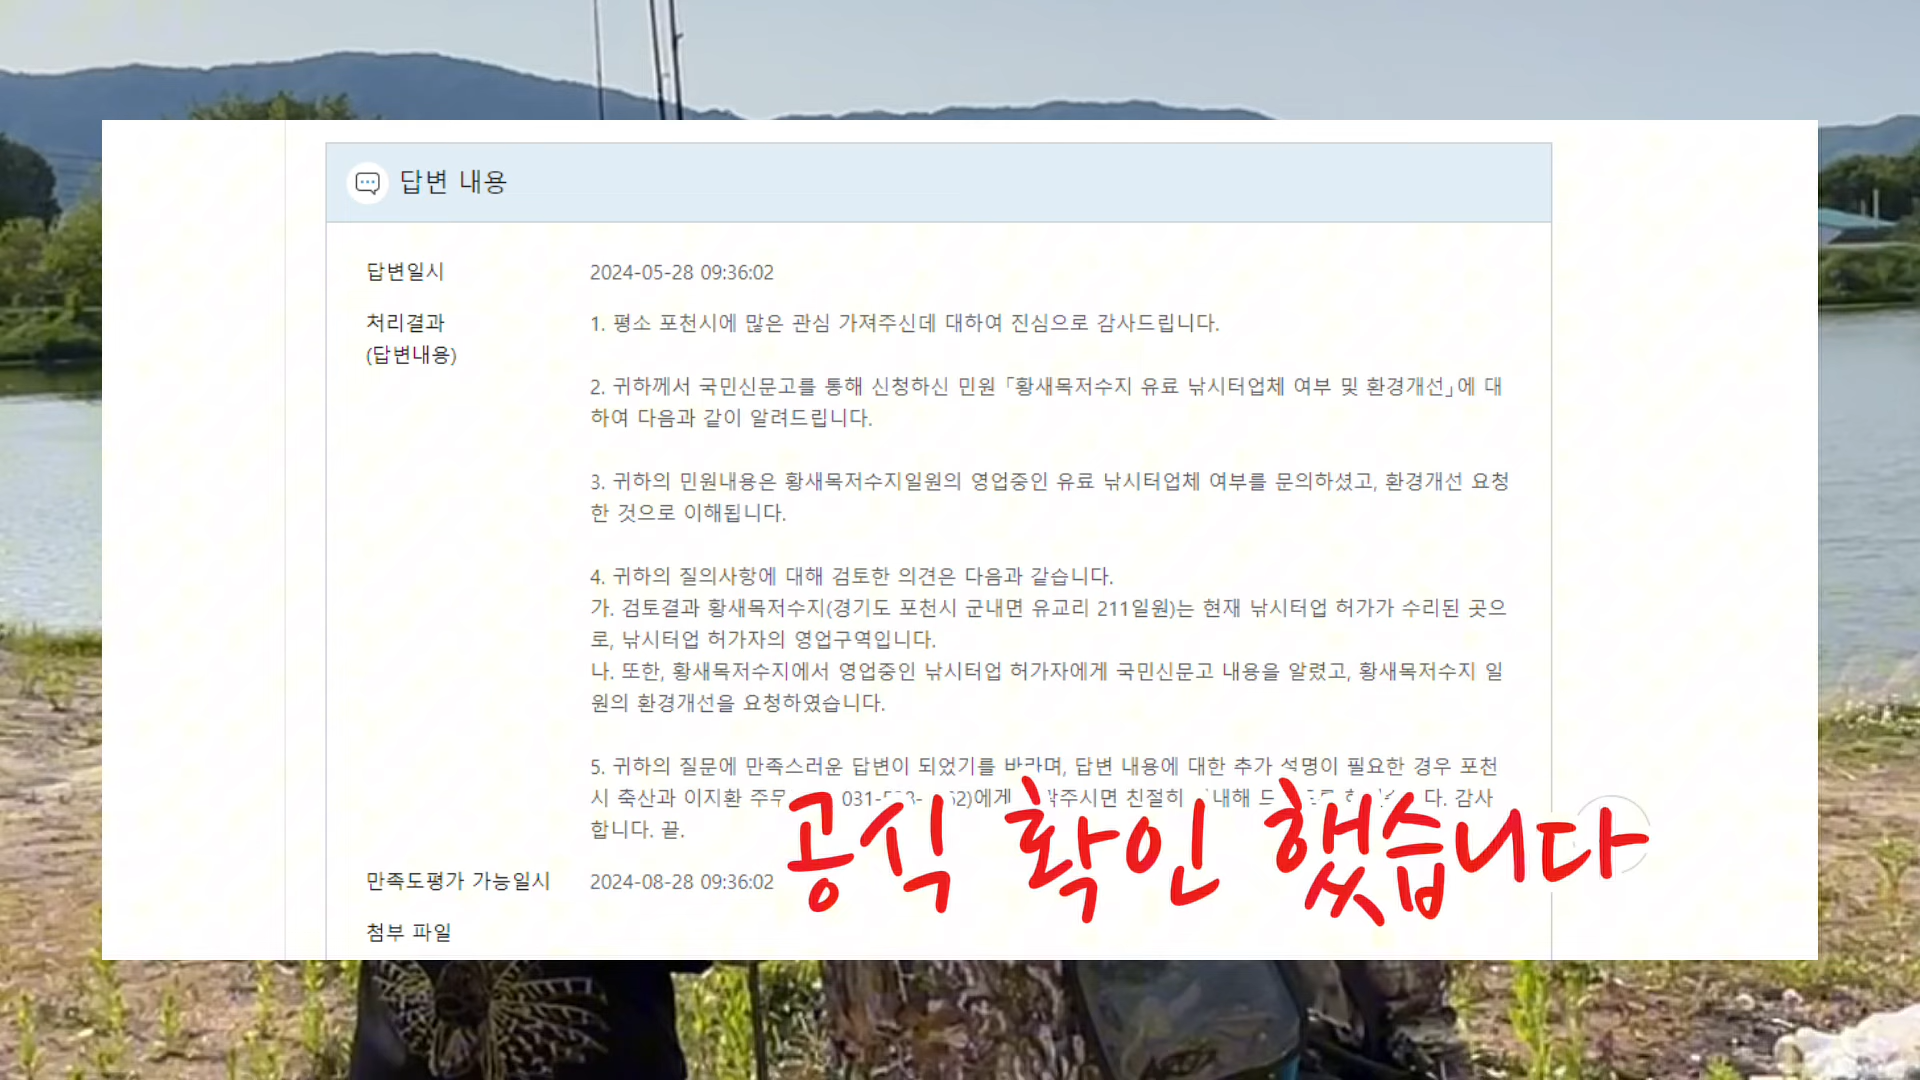 답변 내용
답변일시 2024-05-28 09:36:02
처리결과 1. 평소 포천시에 많은 관심 가져주신데 대하여 진심으로 감사드립니다.
(답변내용)
2. 귀하께서 국민신문고를 통해 신청하신 민원 「황새목저수지 유료 낚시터업체 여부 및 환경개선」에 대
하여 다음과 같이 알려드립니다.
3. 귀하의 민원내용은 황새목저수지일원의 영업중인 유료 낚시터업체 여부를 문의하셨고, 환경개선 요청
한 것으로 이해됩니다.
4. 귀하의 질의사항에 대해 검토한 의견은 다음과 같습니다.
가. 검토결과 황새목저수지(경기도 포천시 군내면 유교리 211일원)는 현재 낚시터업 허가가 수리된 곳으
로, 낚시터업 허가자의 영업구역입니다.
나. 또한, 황새목저수지에서 영업중인 낚시터업 허가자에게 국민신문고 내용을 알렸고, 황새목저수지 일
원의 환경개선을 요청하였습니다.
5. 귀하의 질문에 만족스러운 답변이 되었기를 바라며, 답변 내용에 대한 추가 설명이 필요한 경우 포천
시 축산과 이지환 친절히 감사
합니다. 끝.
공식 확인 했습니다
만족도평가 가능일시 2024-08-28 09:36:02
첨부 파일